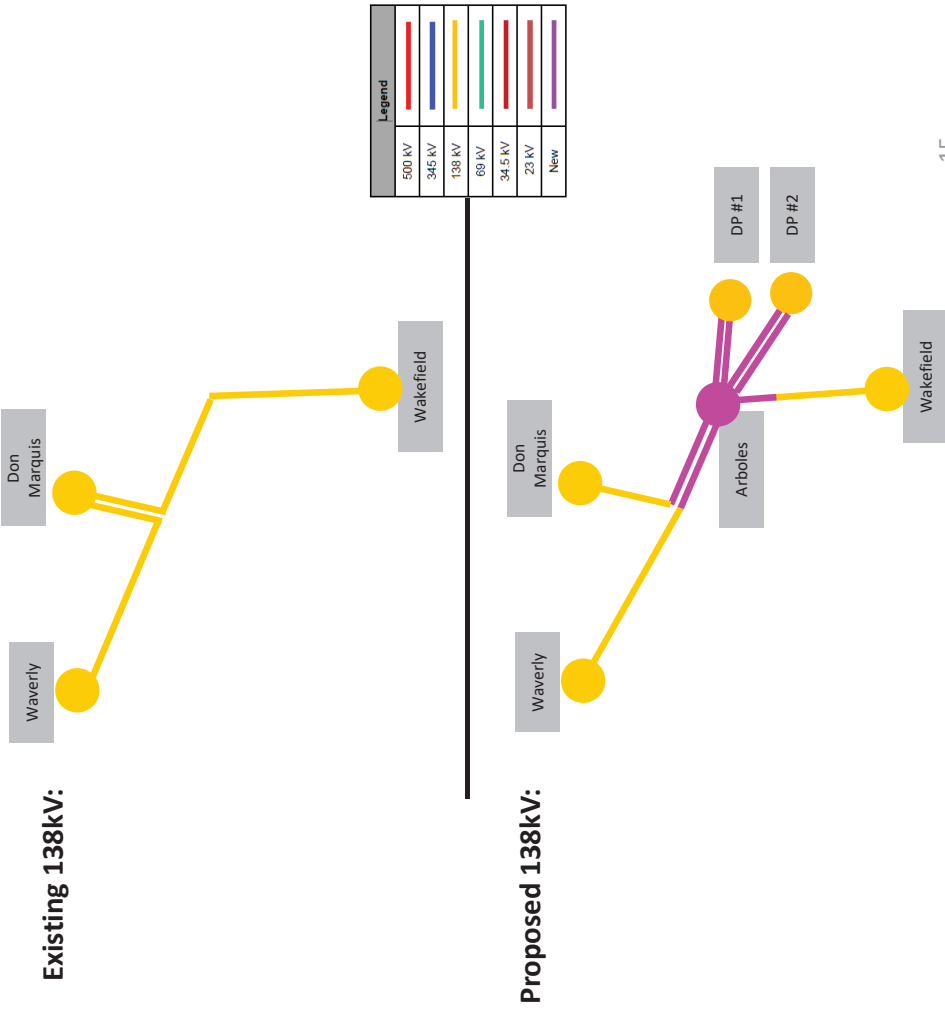 Existing 138kV:
Waverly
Don
Marquis
Wakefield
Legend
500 kV
345 kV
138 kV
69 kV
34.5 kV
23 kV
New
Proposed 138kV:
Waverly
Don
Marquis
Arboles
DP #1
DP #2
Wakefield
15